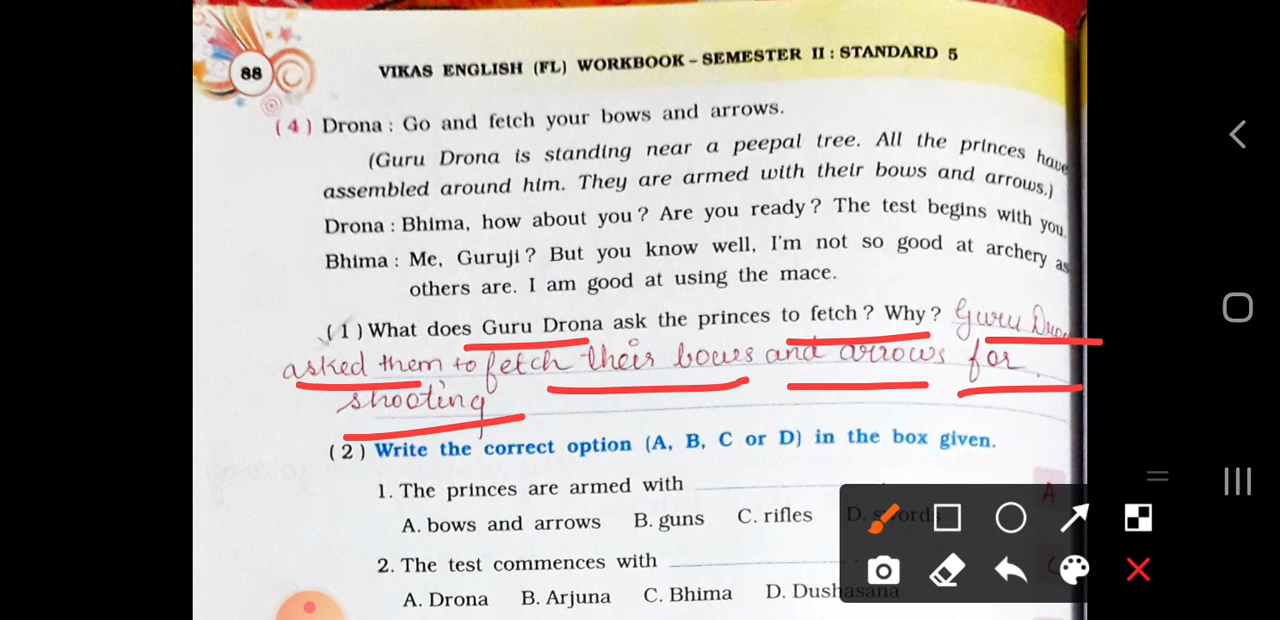 88
VIKAS ENGLISH (FL) WORKBOOK – SEMESTER II : STANDARD 5
(4) Drona : Go and fetch your bows and arrows.
(Guru Drona is standing near a peepal tree. All the princes have
assembled around him. They are armed with their bows and arrows.)
Drona : Bhima, how about you? Are you ready? The test begins with you.
Bhima : Me, Guruji? But you know well, I'm not so good at archery as
others are. I am good at using the mace.
(1) What does Guru Drona ask the princes to fetch? Why? Guru Drona
asked them to fetch their bows and arrows for
shooting
(2) Write the correct option (A, B, C or D) in the box given.
1. The princes are armed with
A
A. bows and arrows B. guns C. rifles D. swords
2. The test commences with
C
A. Drona B. Arjuna C. Bhima D. Dushasana